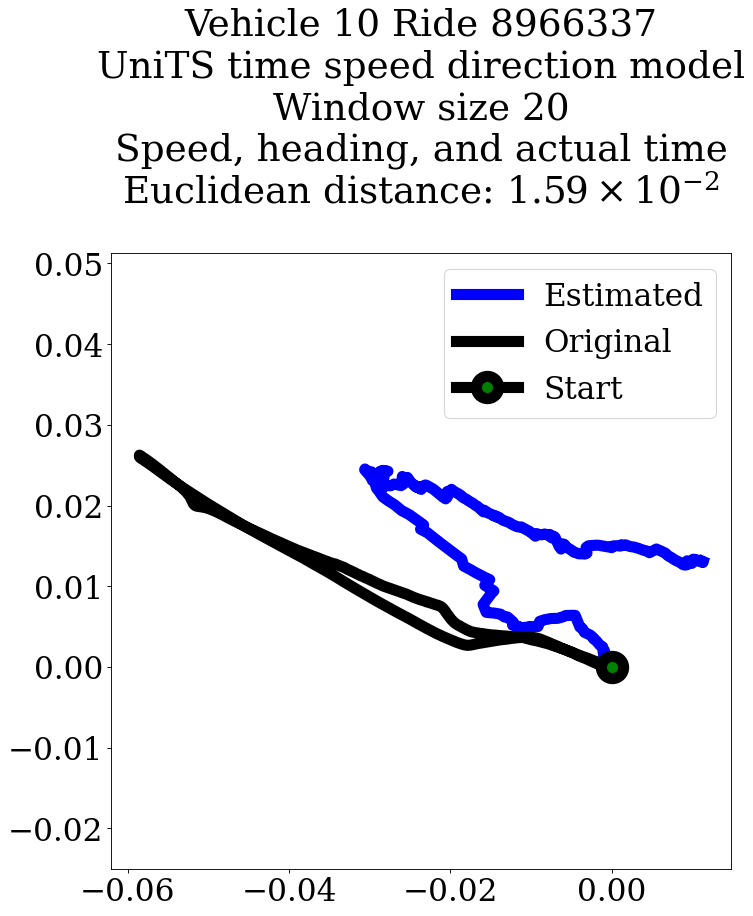 Vehicle 10 Ride 8966337
UniTS time speed direction model
Window size 20
Speed, heading, and actual time
Euclidean distance: 1.59 × 10⁻²
Estimated
Original
Start
0.05
0.04
0.03
0.02
0.01
0.00
−0.01
−0.02
−0.06 −0.04 −0.02 0.00